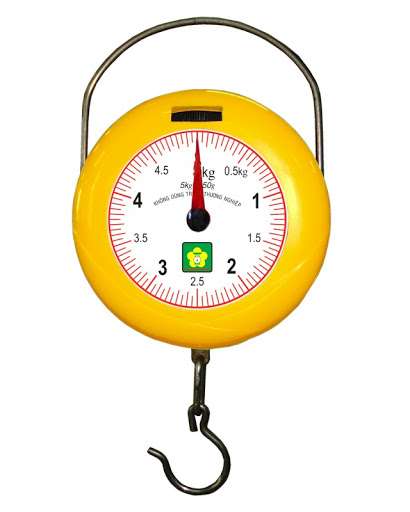 4.5 kg 0.5kg
5kg 50g
KHÔNG DÙNG THƯƠNG NGHIỆP
4 1
3.5 1.5
3 2
2.5